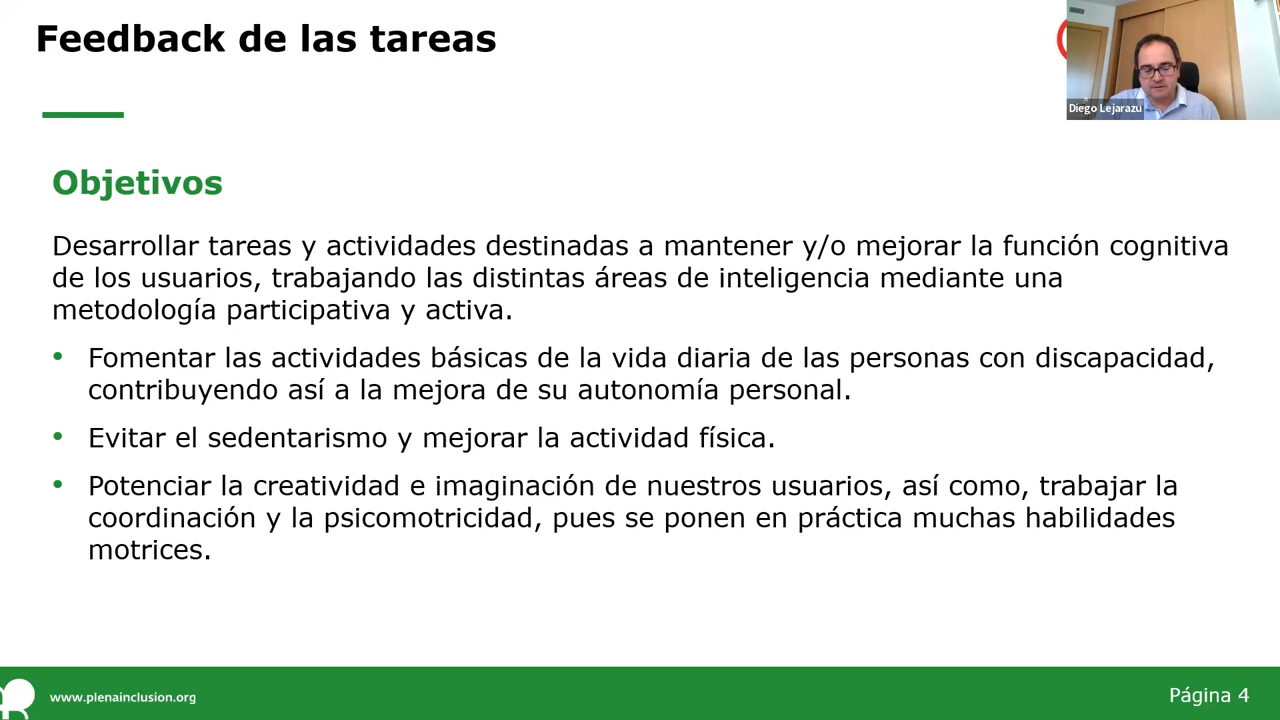 Feedback de las tareas
Diego Lejarazu
Objetivos
Desarrollar tareas y actividades destinadas a mantener y/o mejorar la función cognitiva
de los usuarios, trabajando las distintas áreas de inteligencia mediante una
metodología participativa y activa.
• Fomentar las actividades básicas de la vida diaria de las personas con discapacidad,
contribuyendo así a la mejora de su autonomía personal.
• Evitar el sedentarismo y mejorar la actividad física.
• Potenciar la creatividad e imaginación de nuestros usuarios, así como, trabajar la
coordinación y la psicomotricidad, pues se ponen en práctica muchas habilidades
motrices.
www.plenainclusion.org
Página 4